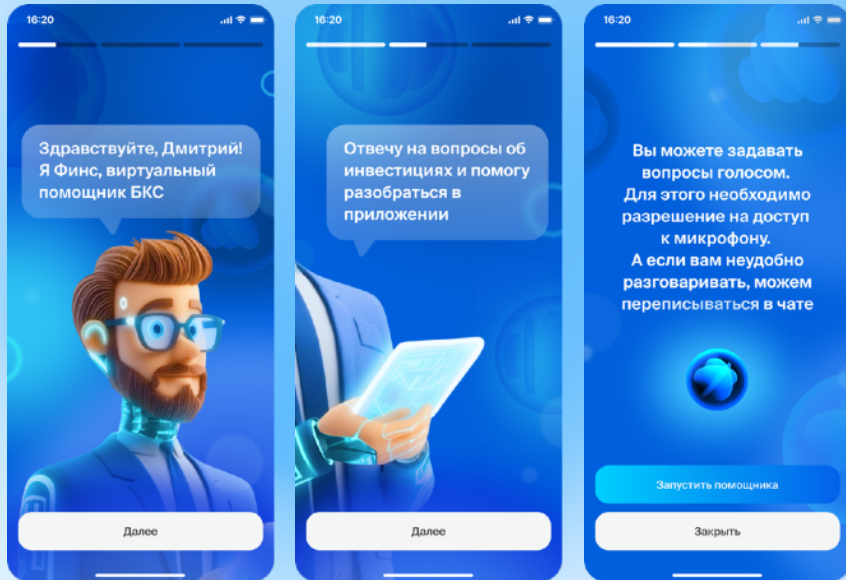 16:20
Здравствуйте, Дмитрий!
Я Финс, виртуальный
помощник БКС
Далее
16:20
Отвечу на вопросы об
инвестициях и помогу
разобраться в
приложении
Далее
16:20
Вы можете задавать
вопросы голосом.
Для этого необходимо
разрешение на доступ
к микрофону.
А если вам неудобно
разговаривать, можем
переписываться в чате
Запустить помощника
Закрыть